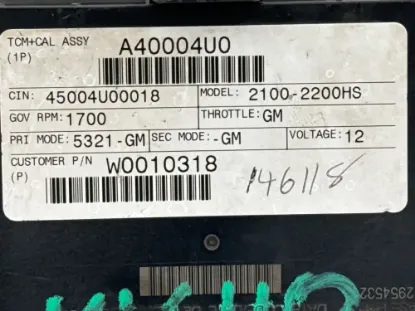 TCM+CAL ASSY A40004U0
(1P)
CIN: 45004U00018 MODEL: 2100-2200HS
GOV RPM: 1700 THROTTLE: GM
PRI MODE: 5321-GM SEC MODE: -GM VOLTAGE: 12
CUSTOMER P/N W0010318
(P)
146118
2954532